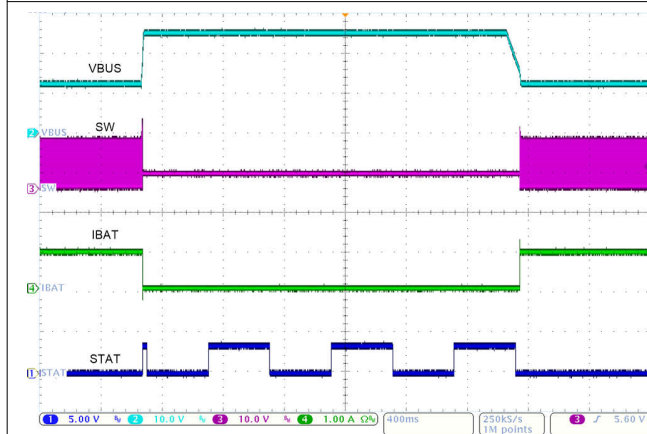 VBUS
SW
2 VBUS
3 SW
IBAT
4 IBAT
STAT
1 STAT
1 5.00 V 2 10.0 V 3 10.0 V 4 1.00 A Ω 400ms 250kS/s 3 5.60 V
1M points